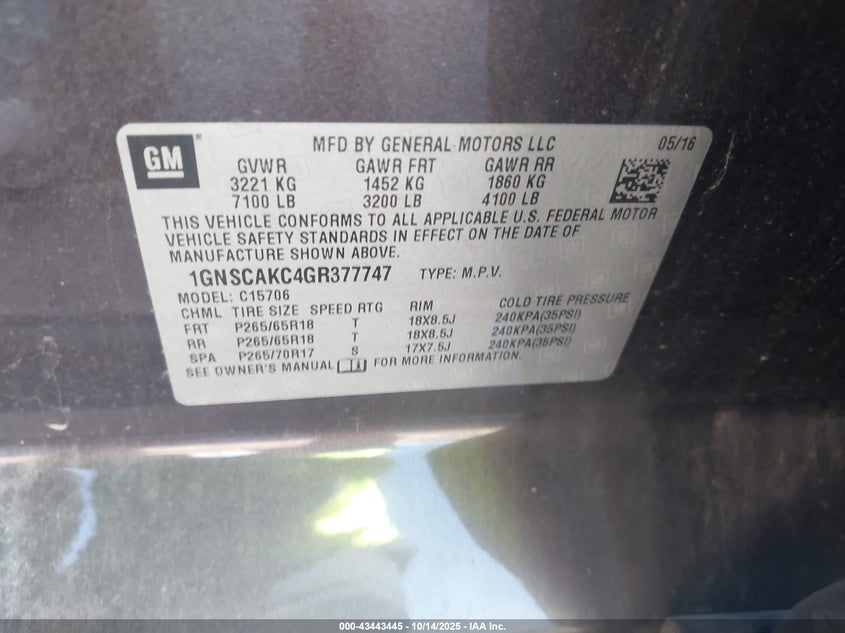 GM
MFD BY GENERAL MOTORS LLC 05/16
GVWR GAWR FRT GAWR RR
3221 KG 1452 KG 1860 KG
7100 LB 3200 LB 4100 LB
THIS VEHICLE CONFORMS TO ALL APPLICABLE U.S. FEDERAL MOTOR
VEHICLE SAFETY STANDARDS IN EFFECT ON THE DATE OF
MANUFACTURE SHOWN ABOVE.
1GNSCAKC4GR377747 TYPE: M.P.V.
MODEL: C15706
CHML TIRE SIZE SPEED RTG RIM COLD TIRE PRESSURE
FRT P265/65R18 T 18X8.5J 240KPA(35PSI)
RR P265/65R18 T 18X8.5J 240KPA(35PSI)
SPA P265/70R17 S 17X7.5J 240KPA(35PSI)
SEE OWNER'S MANUAL FOR MORE INFORMATION.
000-43443445 - 10/14/2025 - IAA Inc.